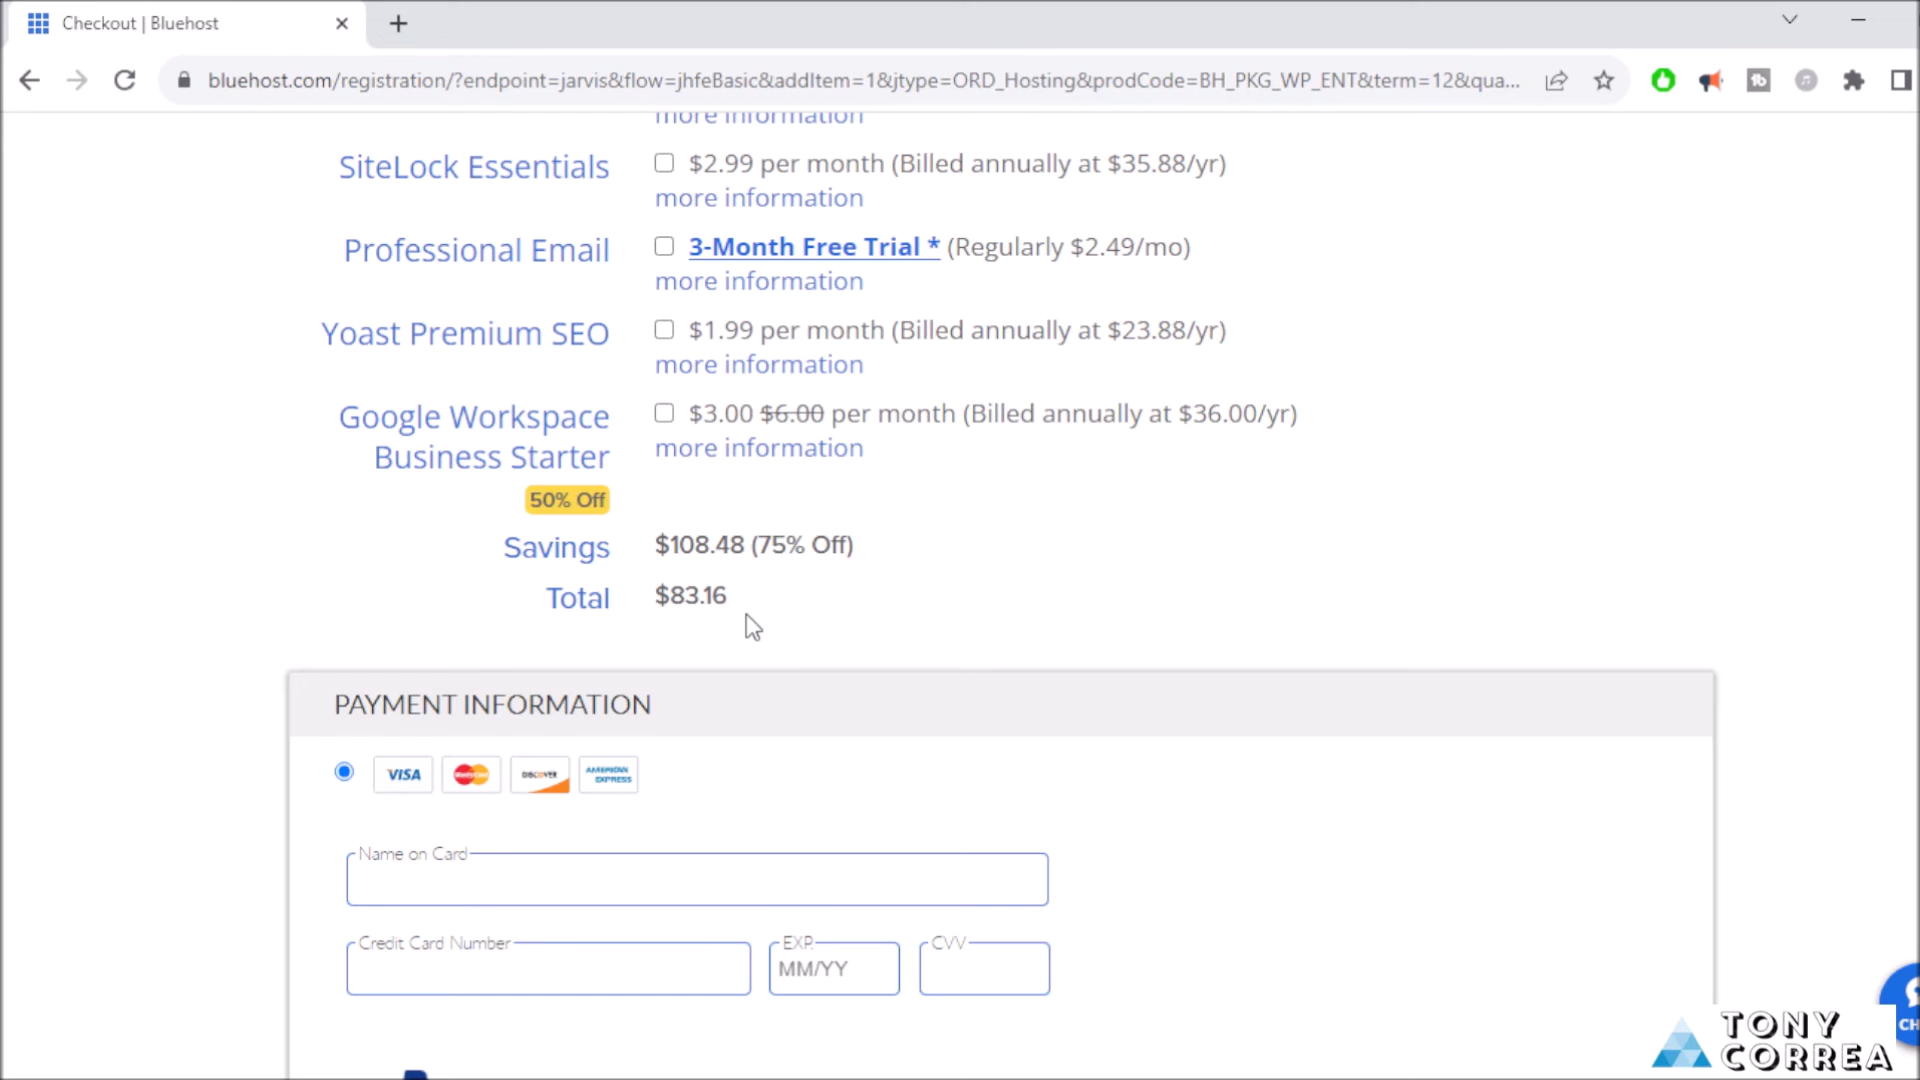 Checkout | Bluehost
bluehost.com/registration/?endpoint=jarvis&flow=jhfeBasic&addItem=1&jtype=ORD_Hosting&prodCode=BH_PKG_WP_ENT&term=12&qua...
more information
SiteLock Essentials
$2.99 per month (Billed annually at $35.88/yr)
more information
Professional Email
3-Month Free Trial * (Regularly $2.49/mo)
more information
Yoast Premium SEO
$1.99 per month (Billed annually at $23.88/yr)
more information
Google Workspace
Business Starter
$3.00 $6.00 per month (Billed annually at $36.00/yr)
more information
50% Off
Savings
$108.48 (75% Off)
Total
$83.16
PAYMENT INFORMATION
VISA
MasterCard
DISCOVER
AMERICAN
EXPRESS
Name on Card
Credit Card Number
EXP.
MM/YY
CVV
CH
TONY
CORREA